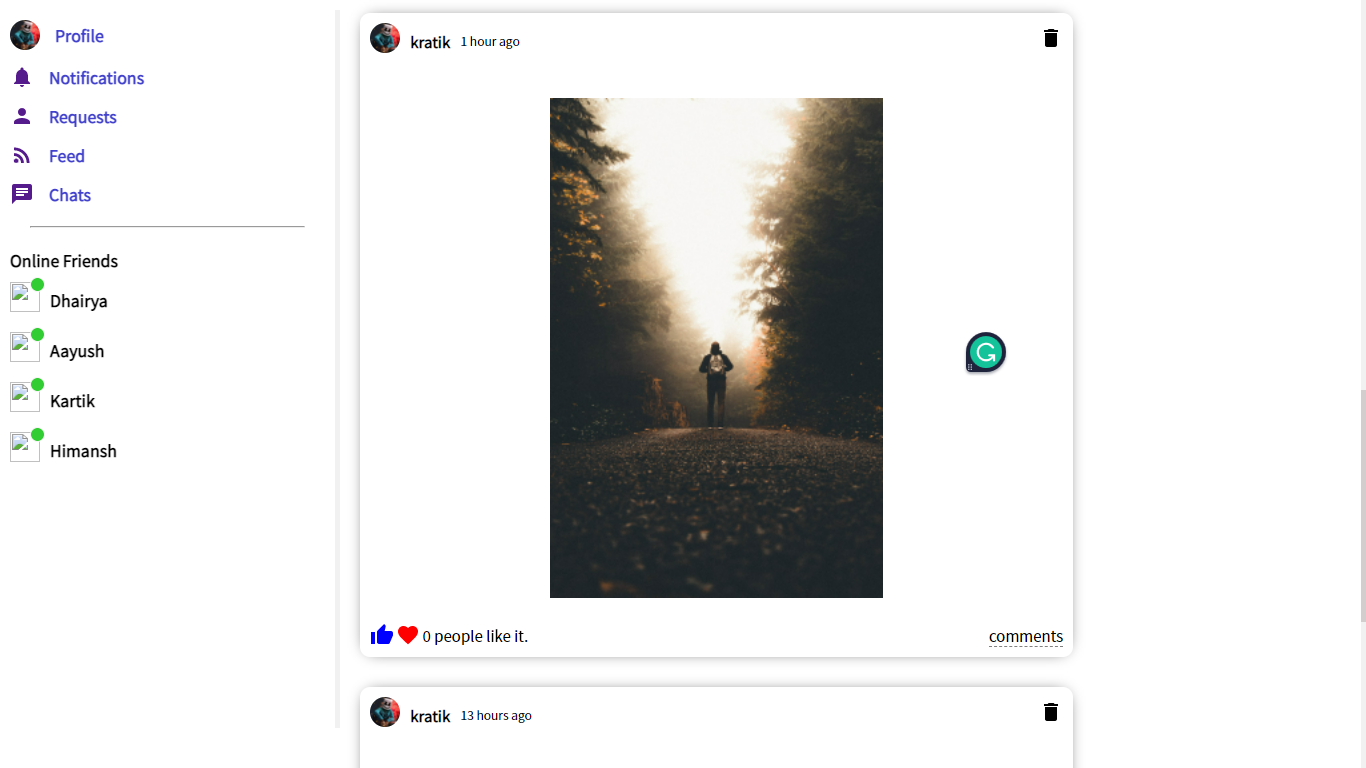 Profile
Notifications
Requests
Feed
Chats
Online Friends
Dhairya
Aayush
Kartik
Himansh
kratik 1 hour ago
0 people like it.
comments
kratik 13 hours ago